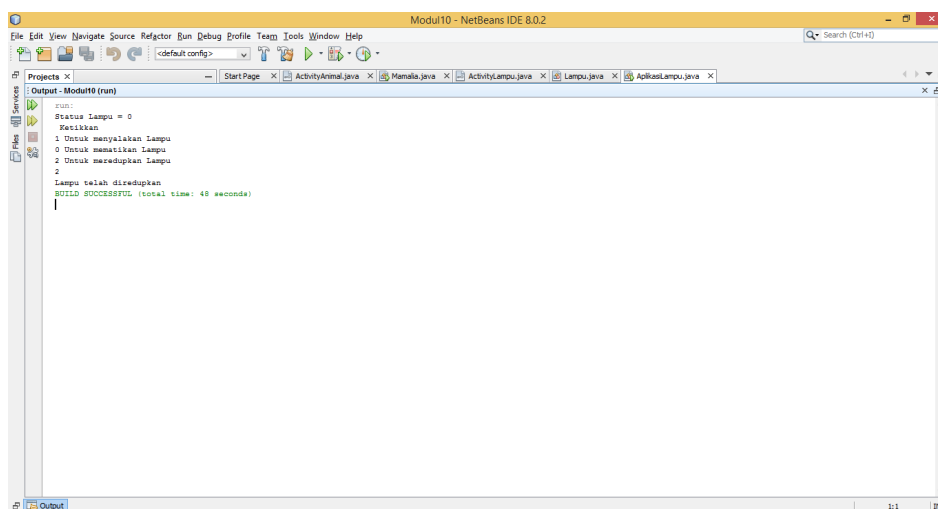 Modul10 - NetBeans IDE 8.0.2
File Edit View Navigate Source Refactor Run Debug Profile Team Tools Window Help
Search (Ctrl+I)
<default config>
Projects
Start Page ActivityAnimal.java Mamalia.java ActivityLampu.java Lampu.java AplikasiLampu.java
Output - Modul10 (run)
Services
Files
run:
Status Lampu = 0
Ketikkan
1 Untuk menyalakan Lampu
0 Untuk mematikan Lampu
2 Untuk meredupkan Lampu
2
Lampu telah diredupkan
BUILD SUCCESSFUL (total time: 48 seconds)
Output
1:1